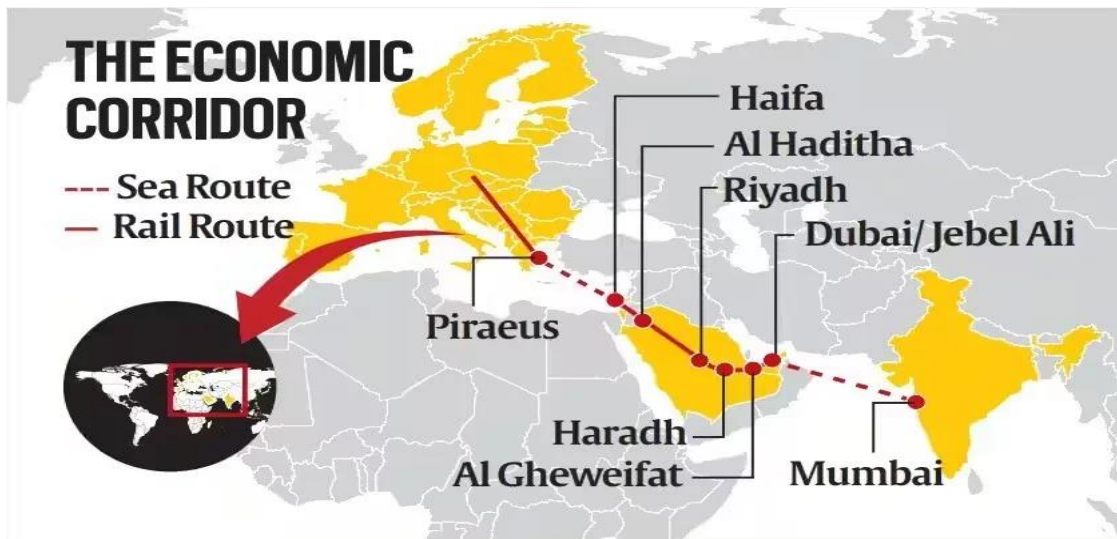 THE ECONOMIC
CORRIDOR
Sea Route
Rail Route
Haifa
Al Haditha
Riyadh
Dubai/ Jebel Ali
Piraeus
Haradh
Al Gheweifat
Mumbai